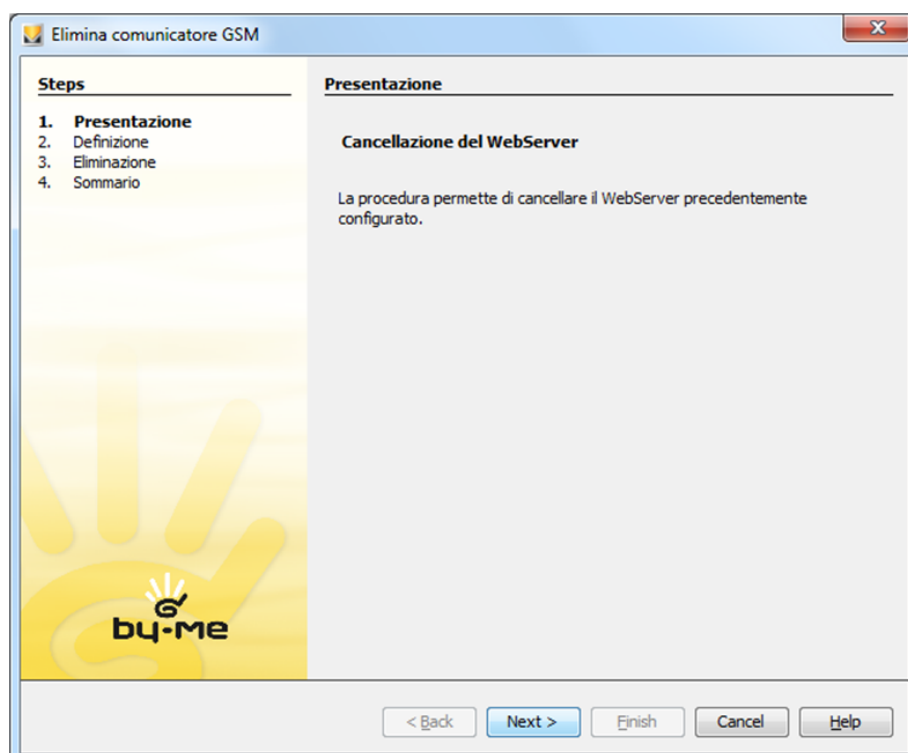 Elimina comunicatore GSM
Steps
1. Presentazione
2. Definizione
3. Eliminazione
4. Sommario
by-me
Presentazione
Cancellazione del WebServer
La procedura permette di cancellare il WebServer precedentemente
configurato.
< Back Next > Finish Cancel Help